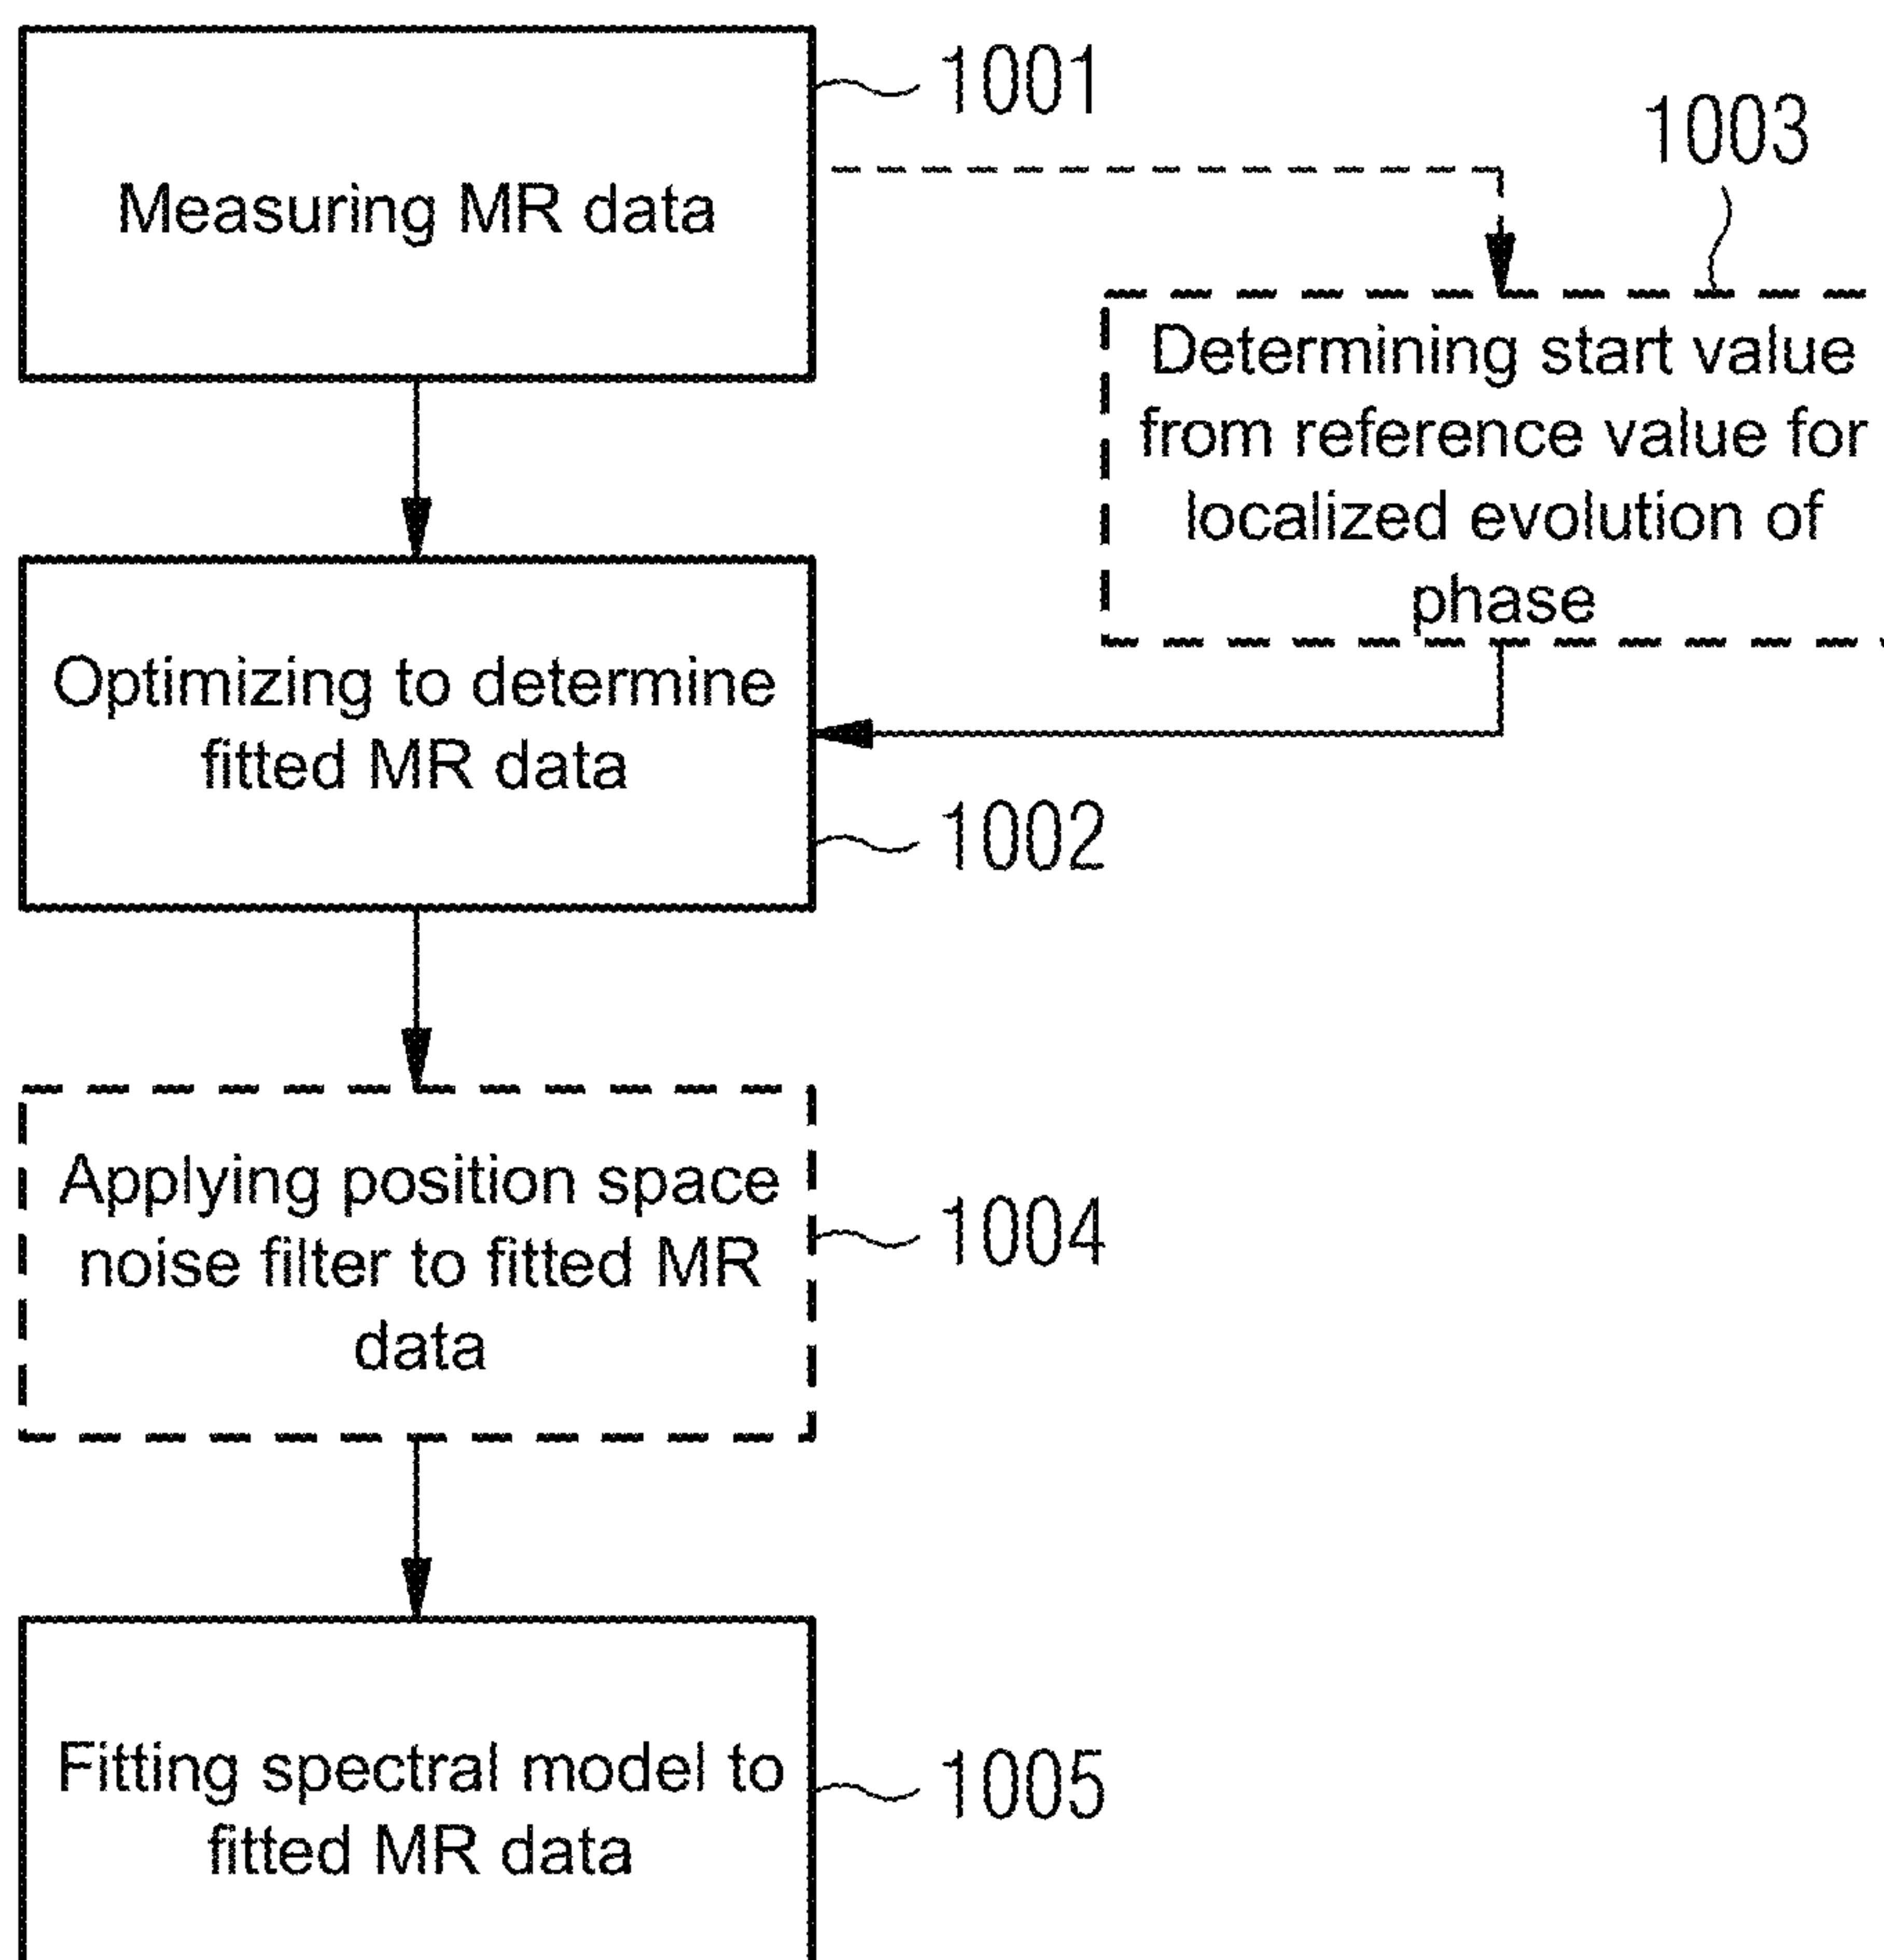 1001
Measuring MR data
1003
Determining start value
from reference value for
localized evolution of
phase
Optimizing to determine
fitted MR data
1002
Applying position space
noise filter to fitted MR
data
1004
Fitting spectral model to
fitted MR data
1005